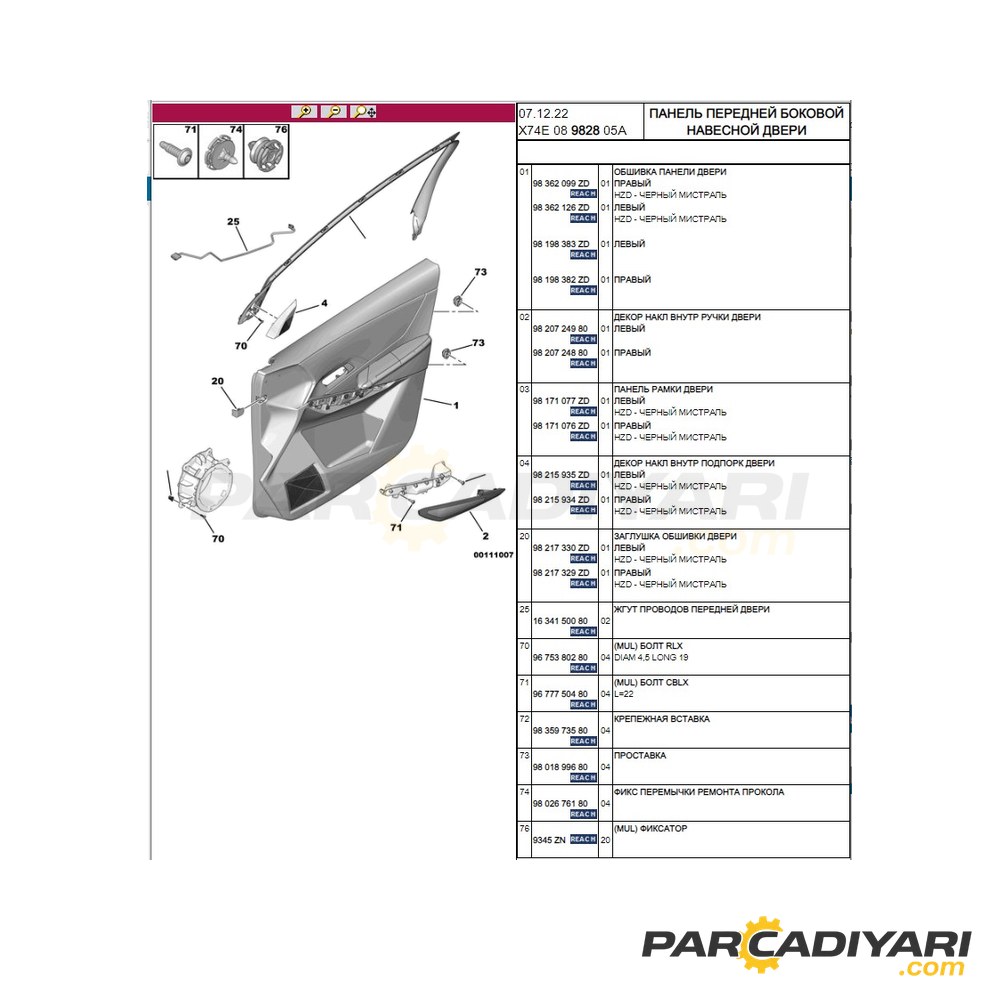 71
74
76
25
4
70
73
73
20
1
70
71
2
00111007
07.12.22
X74E 08 9828 05A
ПАНЕЛЬ ПЕРЕДНЕЙ БОКОВОЙ
НАВЕСНОЙ ДВЕРИ
01 ОБШИВКА ПАНЕЛИ ДВЕРИ
98 362 099 ZD 01 ПРАВЫЙ
REACH HZD - ЧЕРНЫЙ МИСТРАЛЬ
98 362 126 ZD 01 ЛЕВЫЙ
REACH HZD - ЧЕРНЫЙ МИСТРАЛЬ
98 198 383 ZD 01 ЛЕВЫЙ
REACH
98 198 382 ZD 01 ПРАВЫЙ
REACH
02 ДЕКОР НАКЛ ВНУТР РУЧКИ ДВЕРИ
98 207 249 80 01 ЛЕВЫЙ
REACH
98 207 248 80 01 ПРАВЫЙ
REACH
03 ПАНЕЛЬ РАМКИ ДВЕРИ
98 171 077 ZD 01 ЛЕВЫЙ
REACH HZD - ЧЕРНЫЙ МИСТРАЛЬ
98 171 076 ZD 01 ПРАВЫЙ
REACH HZD - ЧЕРНЫЙ МИСТРАЛЬ
04 ДЕКОР НАКЛ ВНУТР ПОДПОРК ДВЕРИ
98 215 935 ZD 01 ЛЕВЫЙ
REACH HZD - ЧЕРНЫЙ МИСТРАЛЬ
98 215 934 ZD 01 ПРАВЫЙ
REACH HZD - ЧЕРНЫЙ МИСТРАЛЬ
20 ЗАГЛУШКА ОБШИВКИ ДВЕРИ
98 217 330 ZD 01 ЛЕВЫЙ
REACH HZD - ЧЕРНЫЙ МИСТРАЛЬ
98 217 329 ZD 01 ПРАВЫЙ
REACH HZD - ЧЕРНЫЙ МИСТРАЛЬ
25 ЖГУТ ПРОВОДОВ ПЕРЕДНЕЙ ДВЕРИ
16 341 500 80 02
REACH
70 (MUL) БОЛТ RLX
96 753 802 80 04 DIAM 4,5 LONG 19
REACH
71 (MUL) БОЛТ CBLX
96 777 504 80 04 L=22
REACH
72 КРЕПЕЖНАЯ ВСТАВКА
98 359 735 80 04
REACH
73 ПРОСТАВКА
98 018 996 80 04
REACH
74 ФИКС ПЕРЕМЫЧКИ РЕМОНТА ПРОКОЛА
98 026 761 80 04
REACH
76 (MUL) ФИКСАТОР
9345 ZN REACH 20
PARCADIYARI
.com
PARCADIYARI
.com